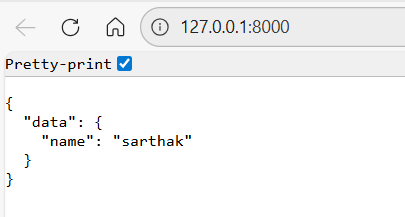 127.0.0.1:8000
Pretty-print
{
  "data": {
    "name": "sarthak"
  }
}